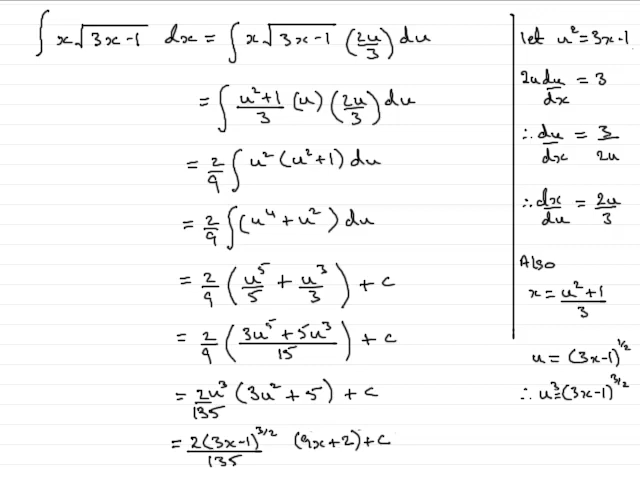 ∫ x√(3x-1) dx = ∫ x√(3x-1) (2u/3) du
= ∫ (u²+1)/3 (u) (2u/3) du
= 2/9 ∫ u² (u²+1) du
= 2/9 ∫ (u⁴ + u²) du
= 2/9 (u⁵/5 + u³/3) + c
= 2/9 ((3u⁵ + 5u³)/15) + c
= 2u³/135 (3u² + 5) + c
= 2(3x-1)^(3/2)/135 (9x+2) + c
let u² = 3x-1
2u du/dx = 3
∴ du/dx = 3/2u
∴ dx/du = 2u/3
Also
x = (u²+1)/3
u = (3x-1)^(1/2)
∴ u³ = (3x-1)^(3/2)